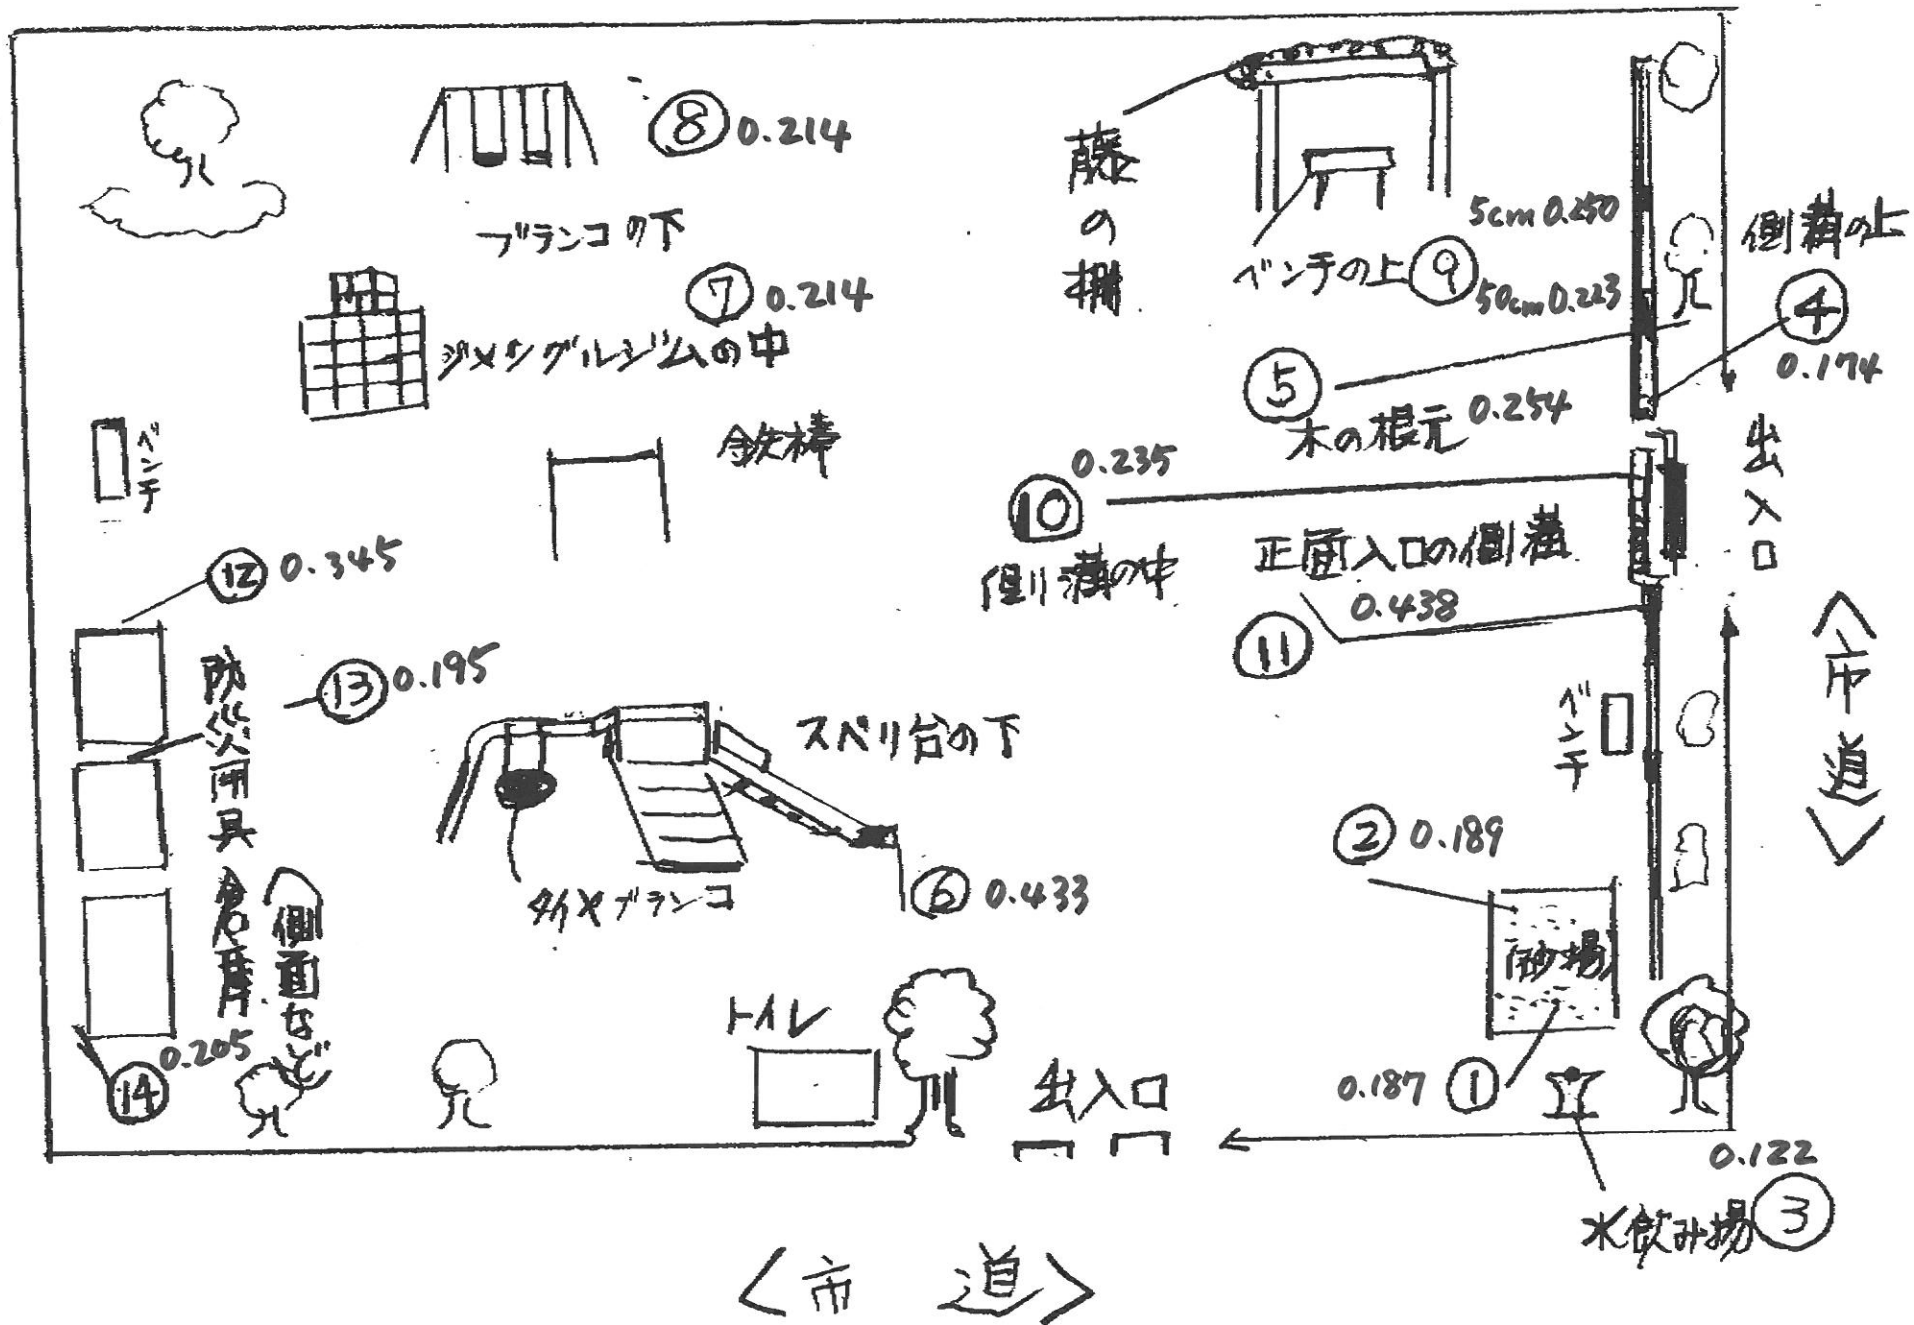 ⑧ 0.214
ブランコの下
⑦ 0.214
ジャングルジムの中
藤の棚
ベンチの上 ⑨
5cm 0.250
50cm 0.223
側溝の上
④
0.174
⑤
木の根元 0.254
鉄棒
ベンチ
0.235
⑩
側溝の中
出入口
正面入口の側溝
0.438
⑪
⑫ 0.345
⑬ 0.195
防災用具倉庫
(側面など
⑭ 0.205
スベリ台の下
タイヤブランコ
⑥ 0.433
ベンチ
<市道>
② 0.189
砂場
0.187 ①
トイレ
出入口
0.122
水飲み場 ③
<市道>